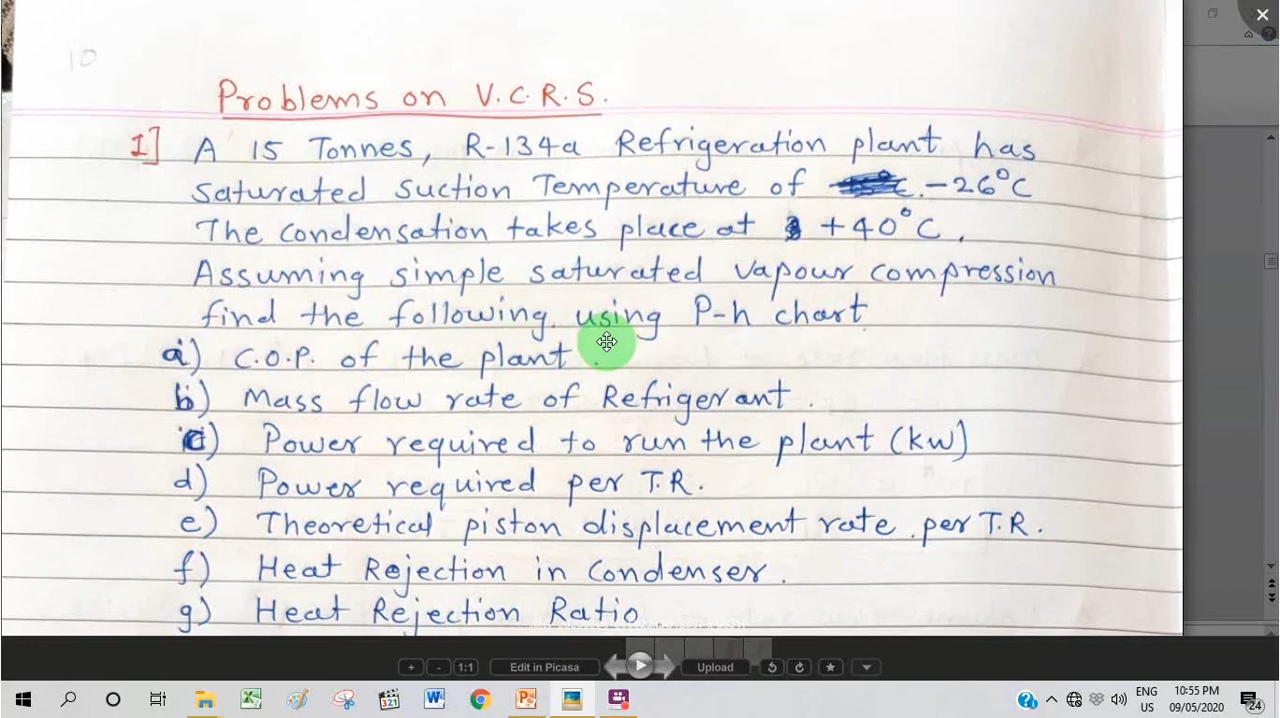 10
Problems on V.C.R.S.
1] A 15 Tonnes, R-134a Refrigeration plant has
saturated suction Temperature of -26°C
The condensation takes place at +40°C.
Assuming simple saturated vapour compression
find the following using P-h chart
a) C.O.P. of the plant.
b) Mass flow rate of Refrigerant.
c) Power required to run the plant (kw)
d) Power required per T.R.
e) Theoretical piston displacement rate per T.R.
f) Heat Rejection in Condenser.
g) Heat Rejection Ratio
+ - 1:1 Edit in Picasa Upload
ENG 10:55 PM
US 09/05/2020 24